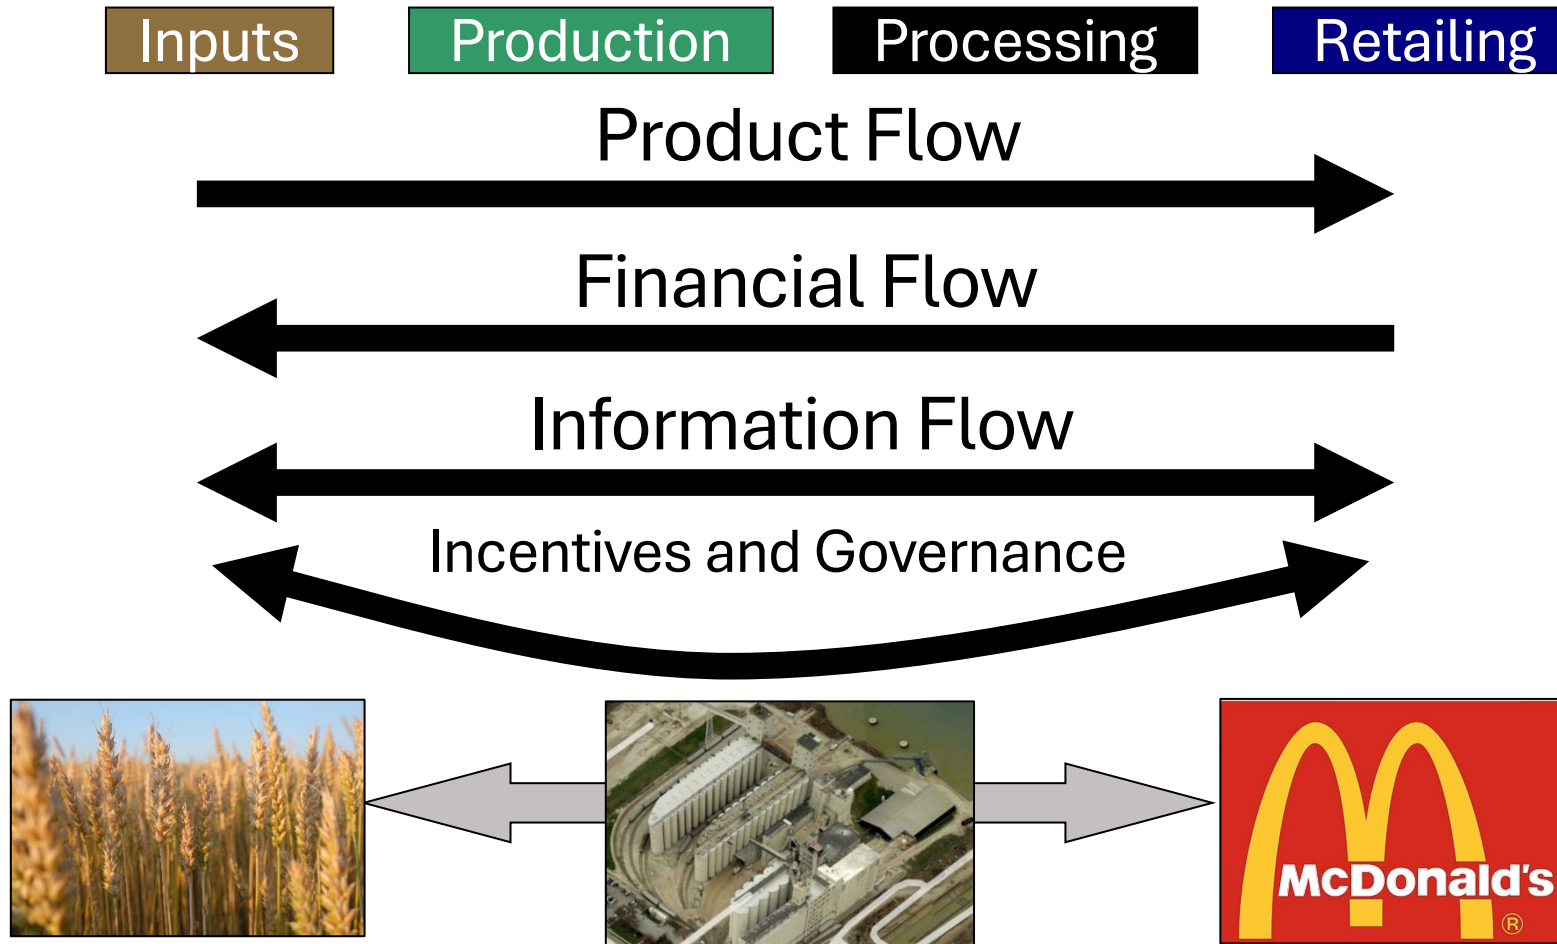 Inputs
Production
Processing
Retailing
Product Flow
Financial Flow
Information Flow
Incentives and Governance
McDonald's
®